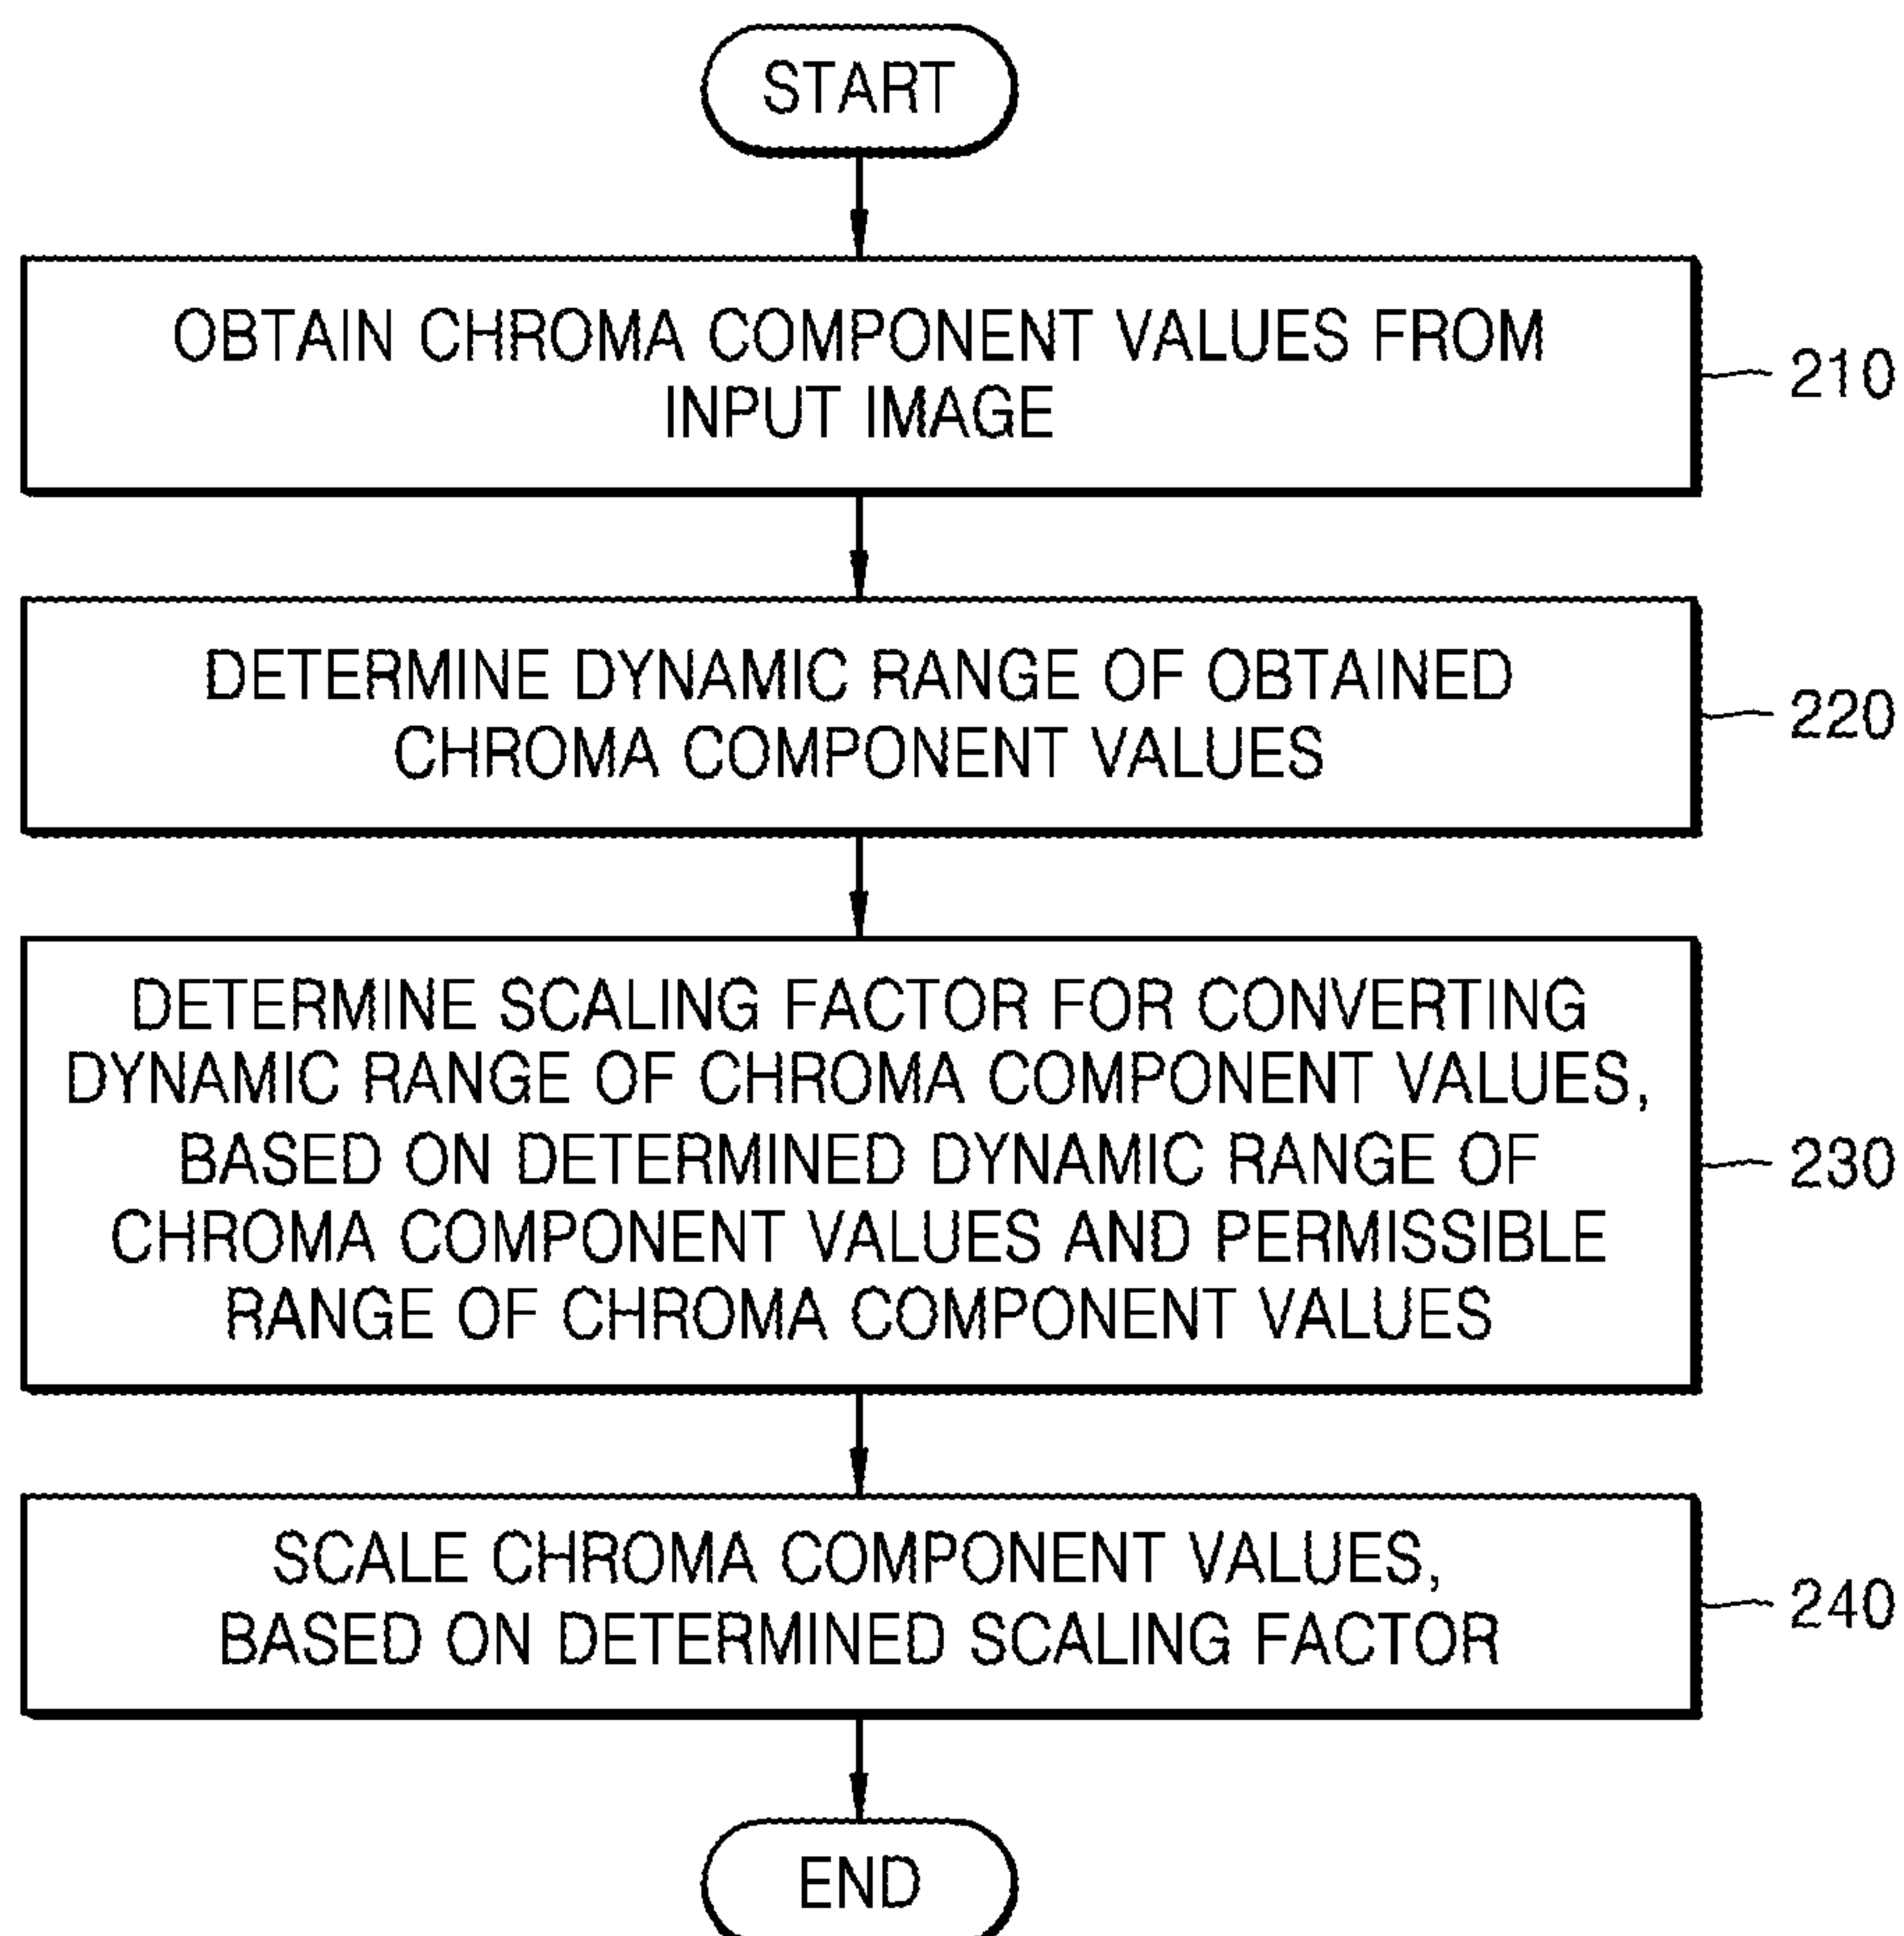 START
OBTAIN CHROMA COMPONENT VALUES FROM
INPUT IMAGE
210
DETERMINE DYNAMIC RANGE OF OBTAINED
CHROMA COMPONENT VALUES
220
DETERMINE SCALING FACTOR FOR CONVERTING
DYNAMIC RANGE OF CHROMA COMPONENT VALUES,
BASED ON DETERMINED DYNAMIC RANGE OF
CHROMA COMPONENT VALUES AND PERMISSIBLE
RANGE OF CHROMA COMPONENT VALUES
230
SCALE CHROMA COMPONENT VALUES,
BASED ON DETERMINED SCALING FACTOR
240
END